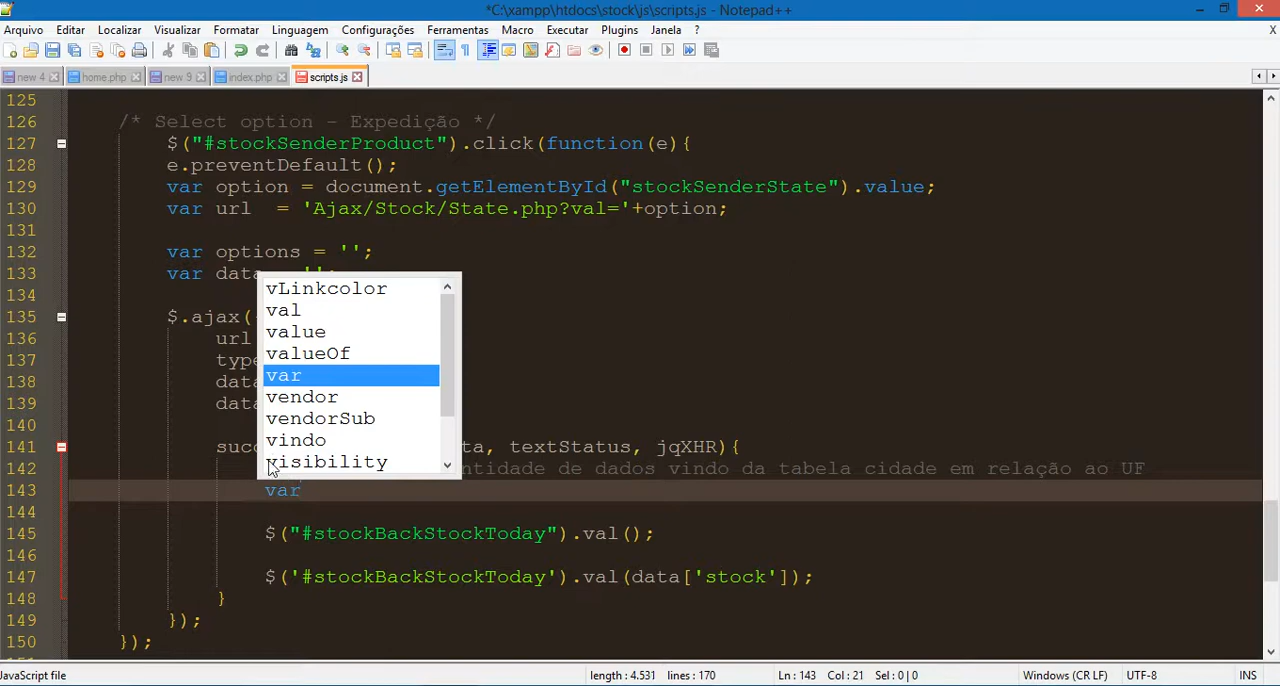 *C:\xampp\htdocs\stock\js\scripts.js - Notepad++
Arquivo Editar Localizar Visualizar Formatar Linguagem Configurações Ferramentas Macro Executar Plugins Janela ? X
new 4 home.php new 9 index.php scripts.js
125
126 /* Select option - Expedição */
127 $("#stockSenderProduct").click(function(e){
128 e.preventDefault();
129 var option = document.getElementById("stockSenderState").value;
130 var url = 'Ajax/Stock/State.php?val='+option;
131
132 var options = '';
133 var data '';
134
135 $.ajax(
136 url
137 type
138 data
139 data
140
141 succ ta, textStatus, jqXHR){
142 entidade de dados vindo da tabela cidade em relação ao UF
143 var
144
145 $("#stockBackStockToday").val();
146
147 $('#stockBackStockToday').val(data['stock']);
148 }
149 });
150 });
vLinkcolor
val
value
valueOf
var
vendor
vendorSub
vindo
visibility
JavaScript file length : 4.531 lines : 170 Ln : 143 Col : 21 Sel : 0 | 0 Windows (CR LF) UTF-8 INS